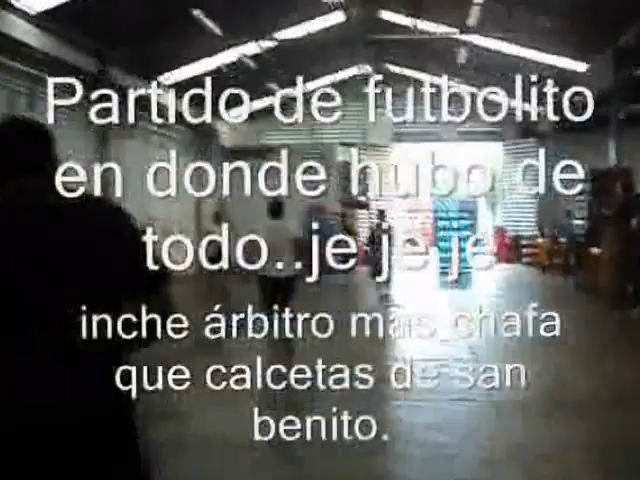 Partido de futbolito
en donde hubo de
todo..je je je
inche árbitro más chafa
que calcetas de san
benito.